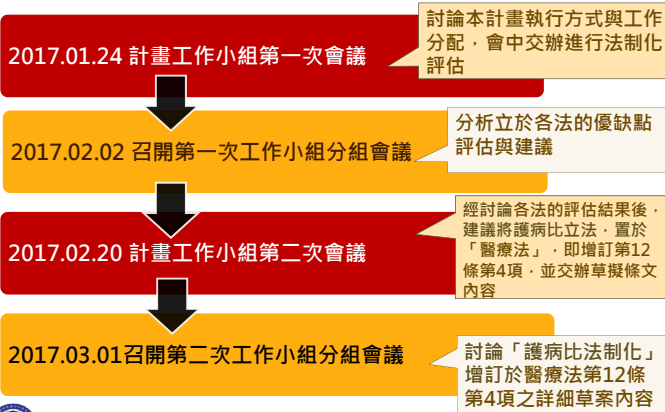 2017.01.24 計畫工作小組第一次會議
討論本計畫執行方式與工作
分配，會中交辦進行法制化
評估
2017.02.02 召開第一次工作小組分組會議
分析立於各法的優缺點
評估與建議
2017.02.20 計畫工作小組第二次會議
經討論各法的評估結果後，
建議將護病比立法，置於
「醫療法」，即增訂第12
條第4項，並交辦草擬條文
內容
2017.03.01召開第二次工作小組分組會議
討論「護病比法制化」
增訂於醫療法第12條
第4項之詳細草案內容